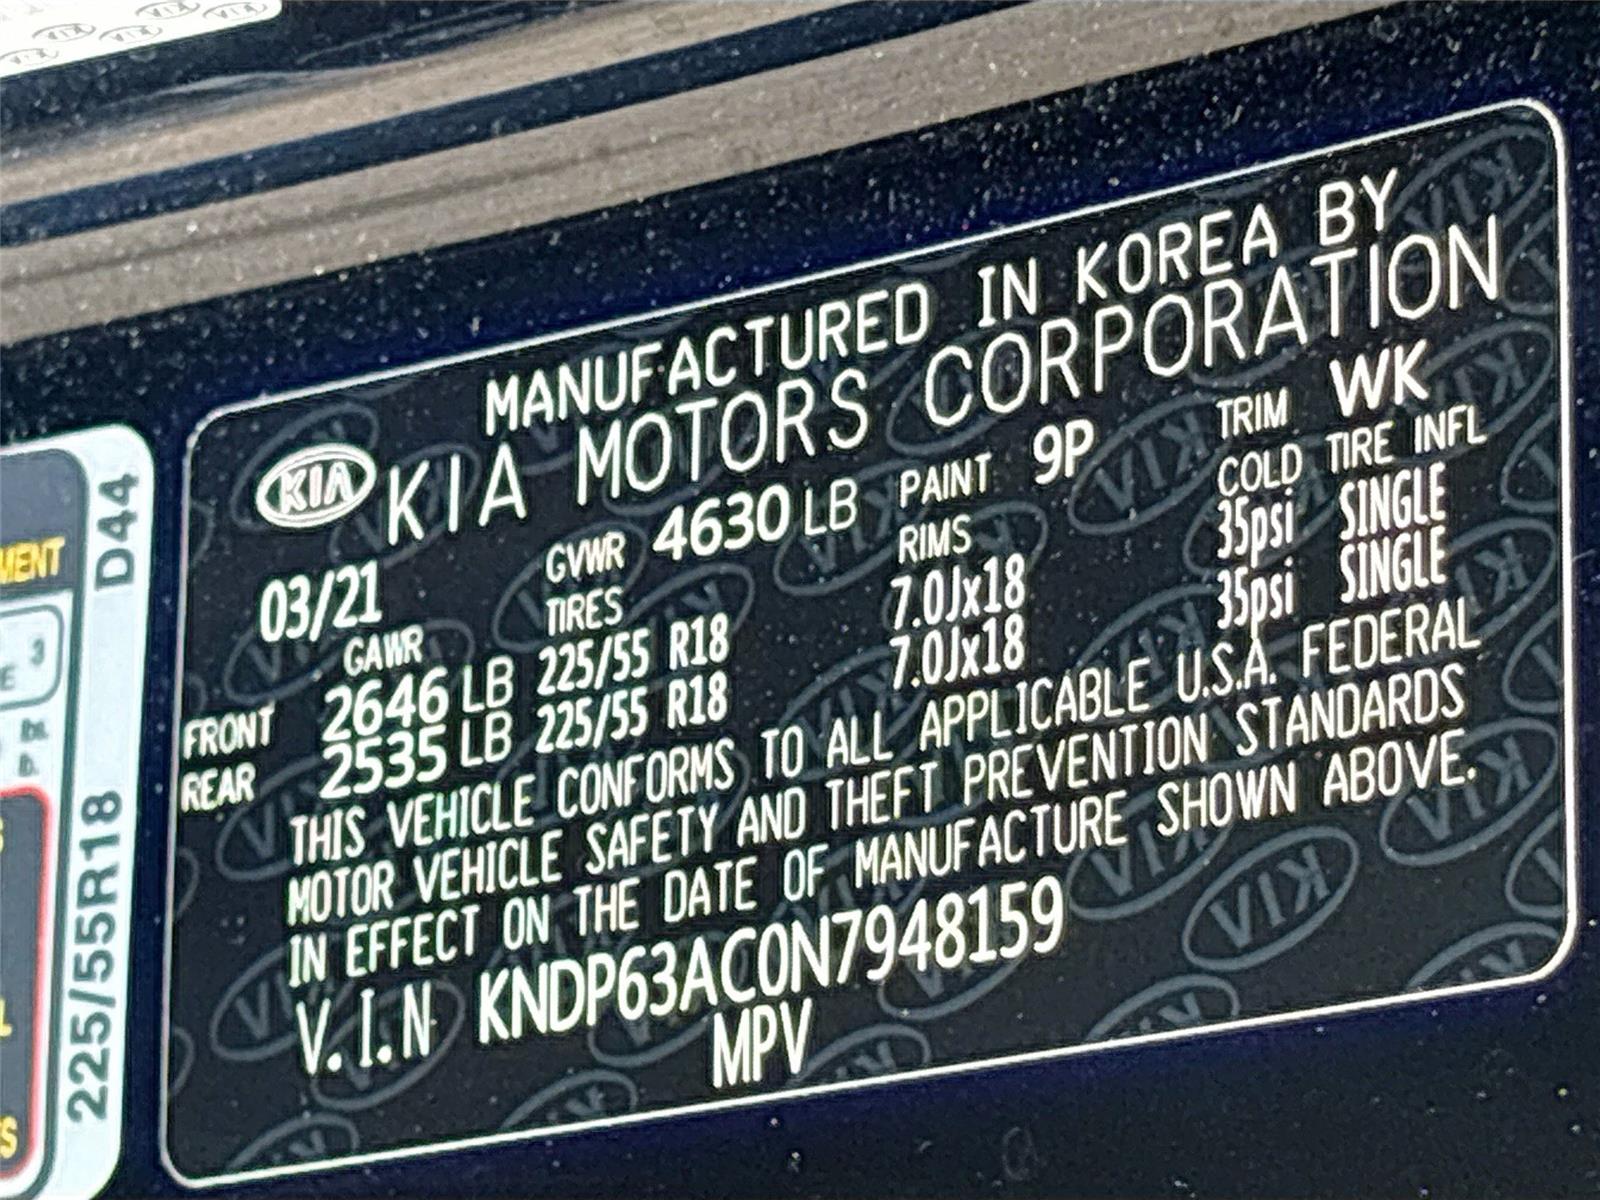 MANUFACTURED IN KOREA BY
KIA KIA MOTORS CORPORATION
03/21 GVWR 4630 LB PAINT 9P TRIM WK
GAWR TIRES RIMS COLD TIRE INFL
FRONT 2646 LB 225/55 R18 7.0Jx18 35psi SINGLE
REAR 2535 LB 225/55 R18 7.0Jx18 35psi SINGLE
THIS VEHICLE CONFORMS TO ALL APPLICABLE U.S.A. FEDERAL
MOTOR VEHICLE SAFETY AND THEFT PREVENTION STANDARDS
IN EFFECT ON THE DATE OF MANUFACTURE SHOWN ABOVE.
V.I.N KNDP63AC0N7948159
MPV
D44
225/55R18
3